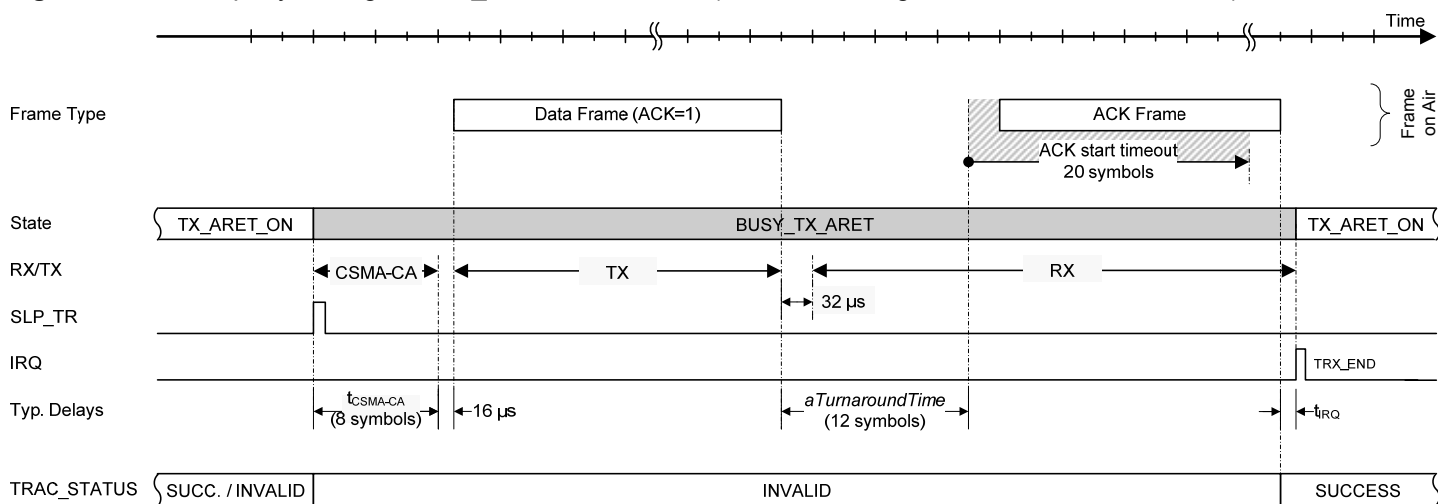 Time
Frame Type
Data Frame (ACK=1)
ACK Frame
Frame
on Air
ACK start timeout
20 symbols
State
TX_ARET_ON
BUSY_TX_ARET
TX_ARET_ON
RX/TX
CSMA-CA
TX
RX
32 µs
SLP_TR
IRQ
TRX_END
Typ. Delays
tCSMA-CA
(8 symbols)
16 µs
aTurnaroundTime
(12 symbols)
tIRQ
TRAC_STATUS
SUCC. / INVALID
INVALID
SUCCESS